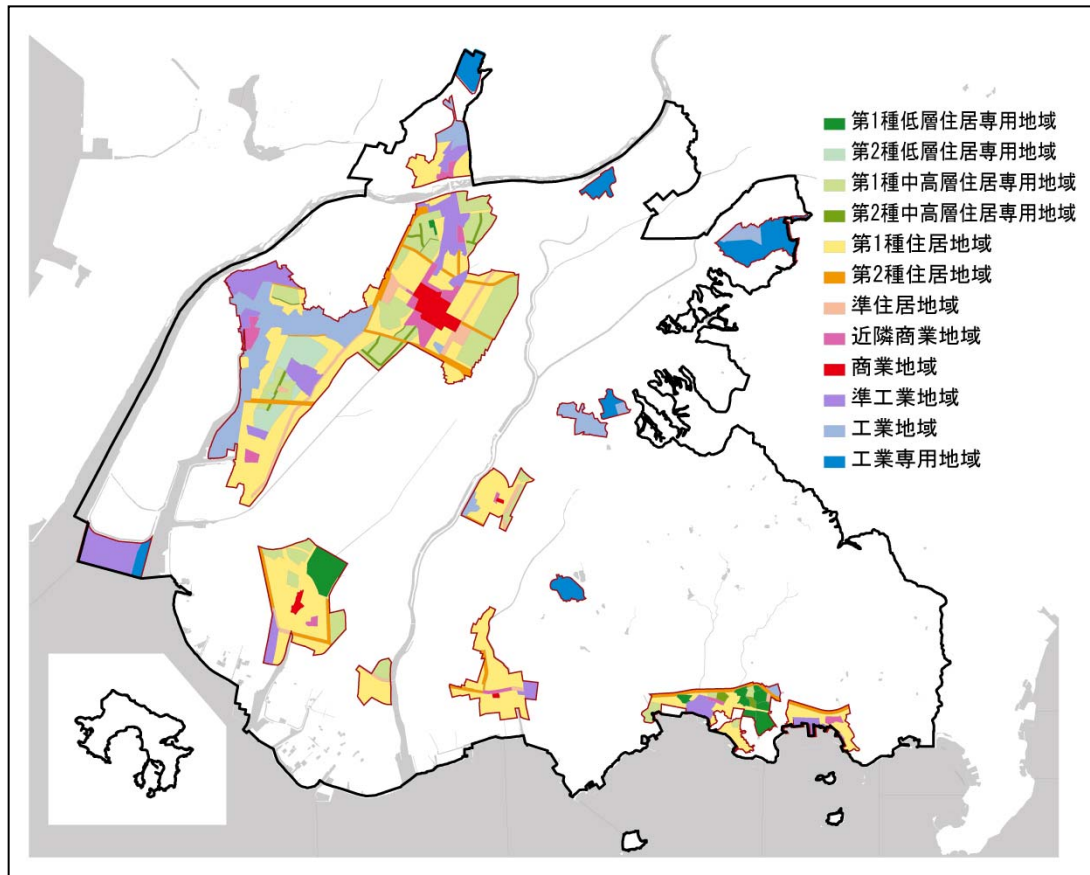 第1種低層住居専用地域
第2種低層住居専用地域
第1種中高層住居専用地域
第2種中高層住居専用地域
第1種住居地域
第2種住居地域
準住居地域
近隣商業地域
商業地域
準工業地域
工業地域
工業専用地域